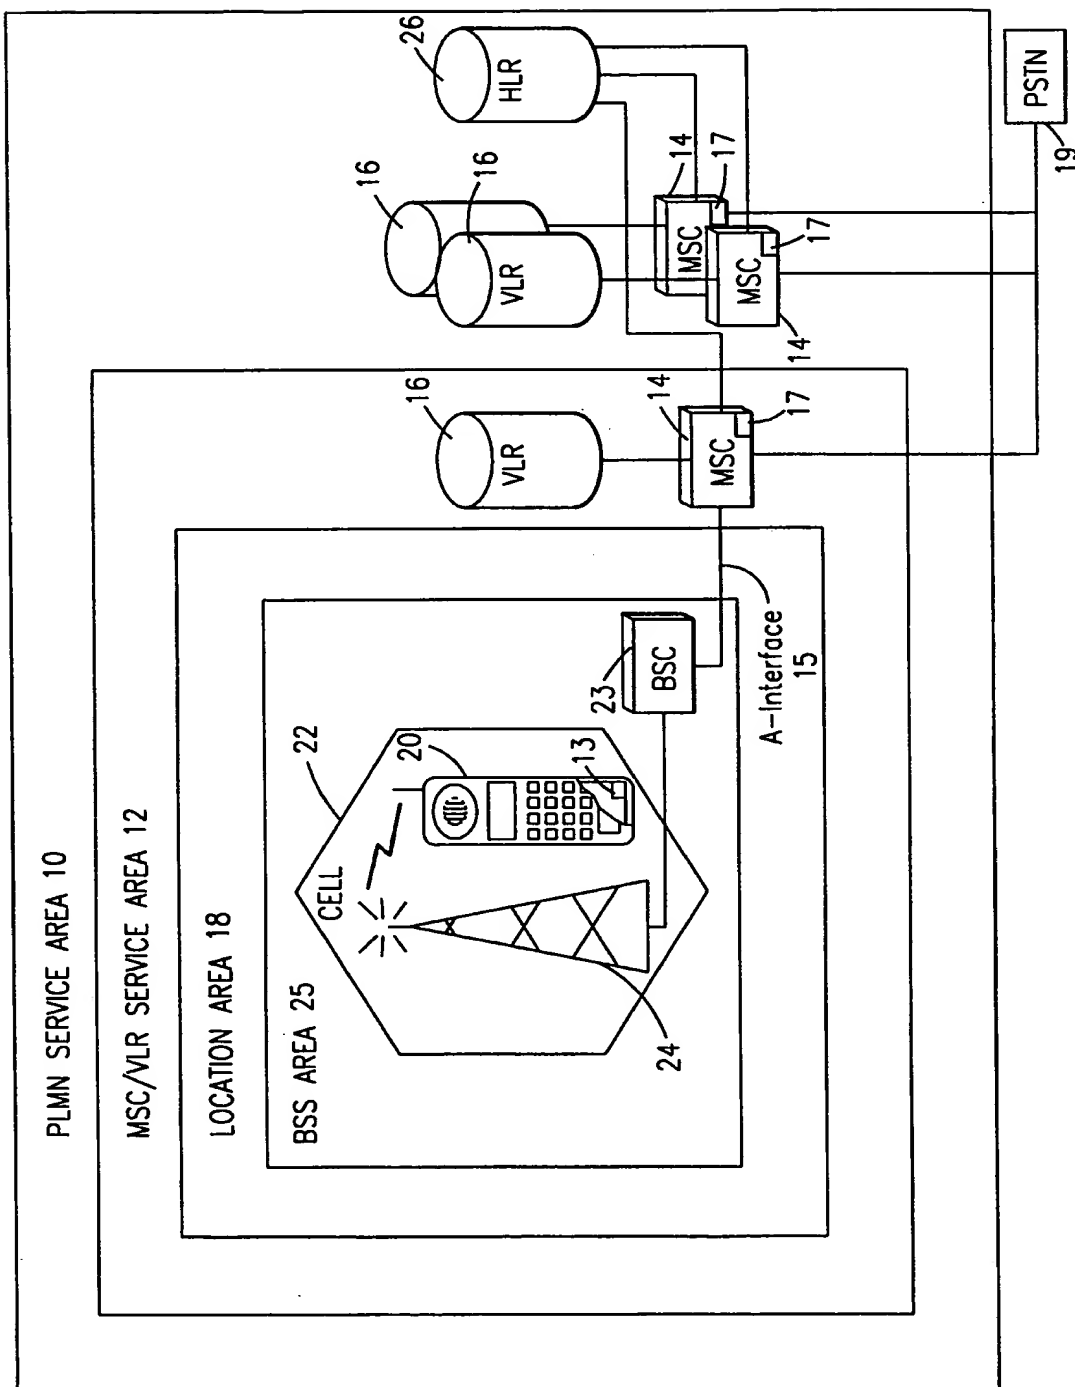 PLMN SERVICE AREA 10
MSC/VLR SERVICE AREA 12
LOCATION AREA 18
BSS AREA 25
CELL
22
20
13
24
23
BSC
A-Interface
15
16
VLR
14
MSC
17
16
16
VLR
26
HLR
14
MSC
17
MSC
17
14
PSTN
19